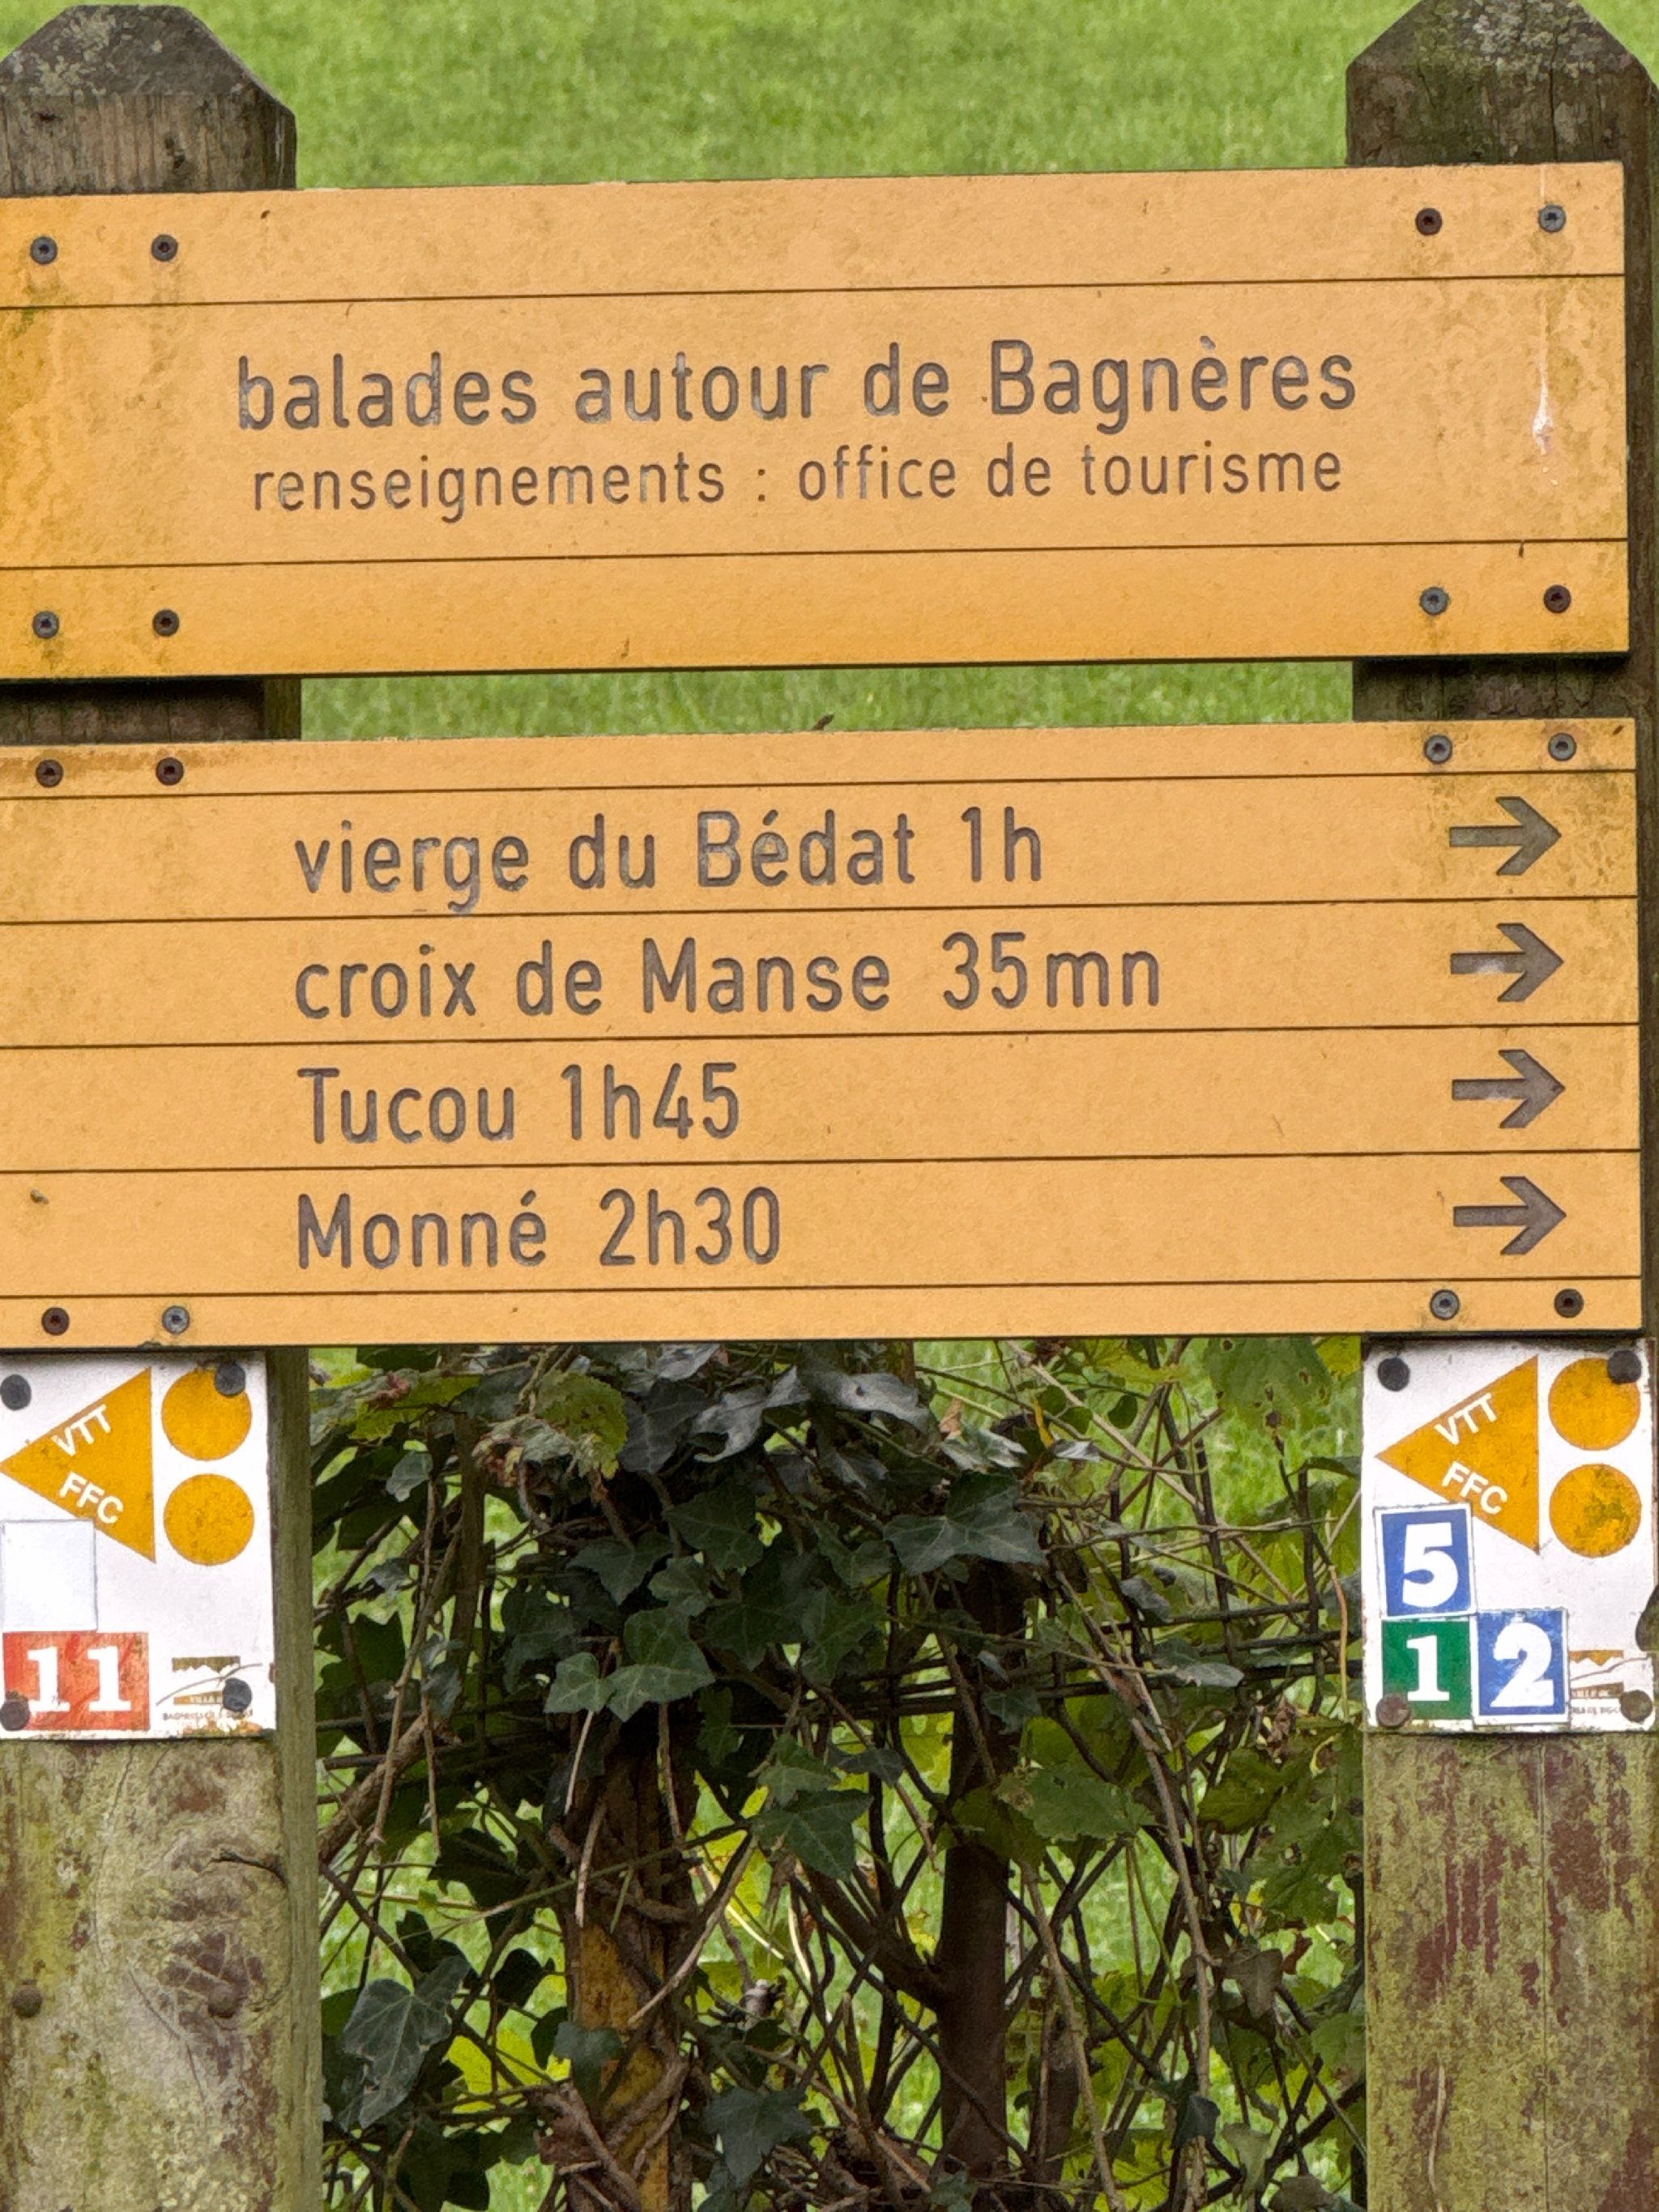 balades autour de Bagnères
renseignements : office de tourisme
vierge du Bédat 1h
croix de Manse 35mn
Tucou 1h45
Monné 2h30
VTT
FFC
11
VTT
FFC
5
1 2